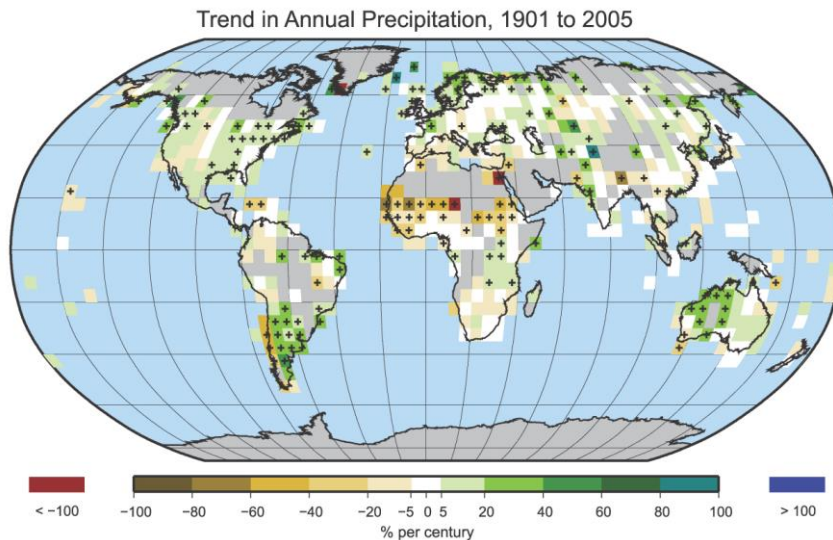 Trend in Annual Precipitation, 1901 to 2005
< −100
−100 −80 −60 −40 −20 −5 0 5 20 40 60 80 100
> 100
% per century